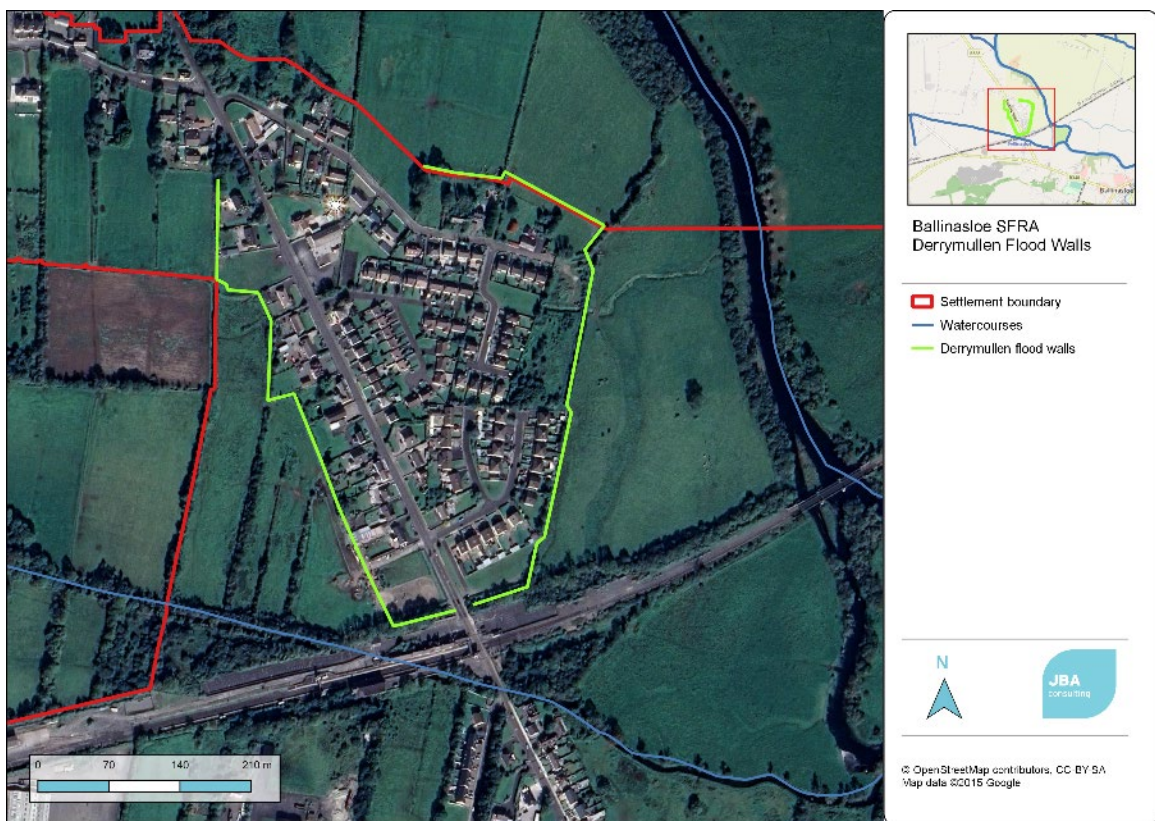 Ballinasloe SFRA
Derrymullen Flood Walls
Settlement boundary
Watercourses
Derrymullen flood walls
N
JBA
consulting
0 70 140 210 m
© OpenStreetMap contributors, CC BY-SA
Map data ©2015 Google